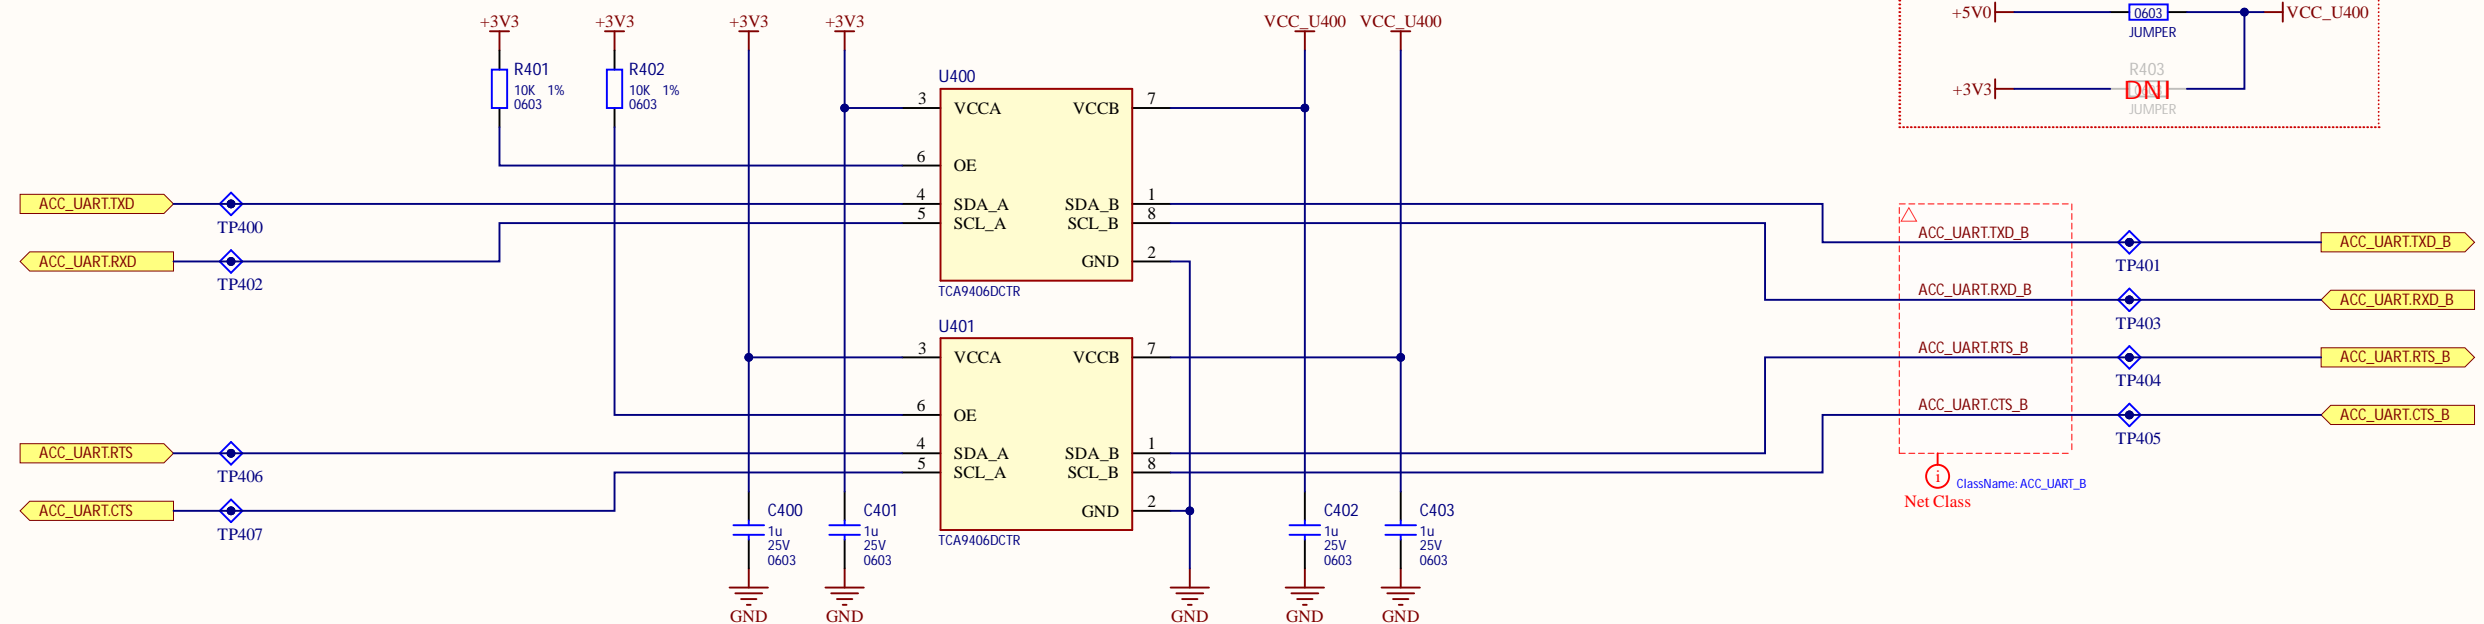 +3V3
+3V3
+3V3
+3V3
VCC_U400
VCC_U400
+5V0
0603
JUMPER
VCC_U400
R403
+3V3
DNI
JUMPER
R401
10K 1%
0603
R402
10K 1%
0603
U400
3 VCCA
VCCB 7
6 OE
4 SDA_A
SDA_B 1
5 SCL_A
SCL_B 8
GND 2
TCA9406DCTR
ACC_UART.TXD
TP400
ACC_UART.RXD
TP402
ACC_UART.TXD_B
TP401
ACC_UART.TXD_B
ACC_UART.RXD_B
TP403
ACC_UART.RXD_B
ACC_UART.RTS_B
TP404
ACC_UART.RTS_B
ACC_UART.CTS_B
TP405
ACC_UART.CTS_B
i
ClassName: ACC_UART_B
Net Class
U401
3 VCCA
VCCB 7
6 OE
4 SDA_A
SDA_B 1
5 SCL_A
SCL_B 8
GND 2
TCA9406DCTR
ACC_UART.RTS
TP406
ACC_UART.CTS
TP407
C400
1u
25V
0603
C401
1u
25V
0603
C402
1u
25V
0603
C403
1u
25V
0603
GND
GND
GND
GND
GND